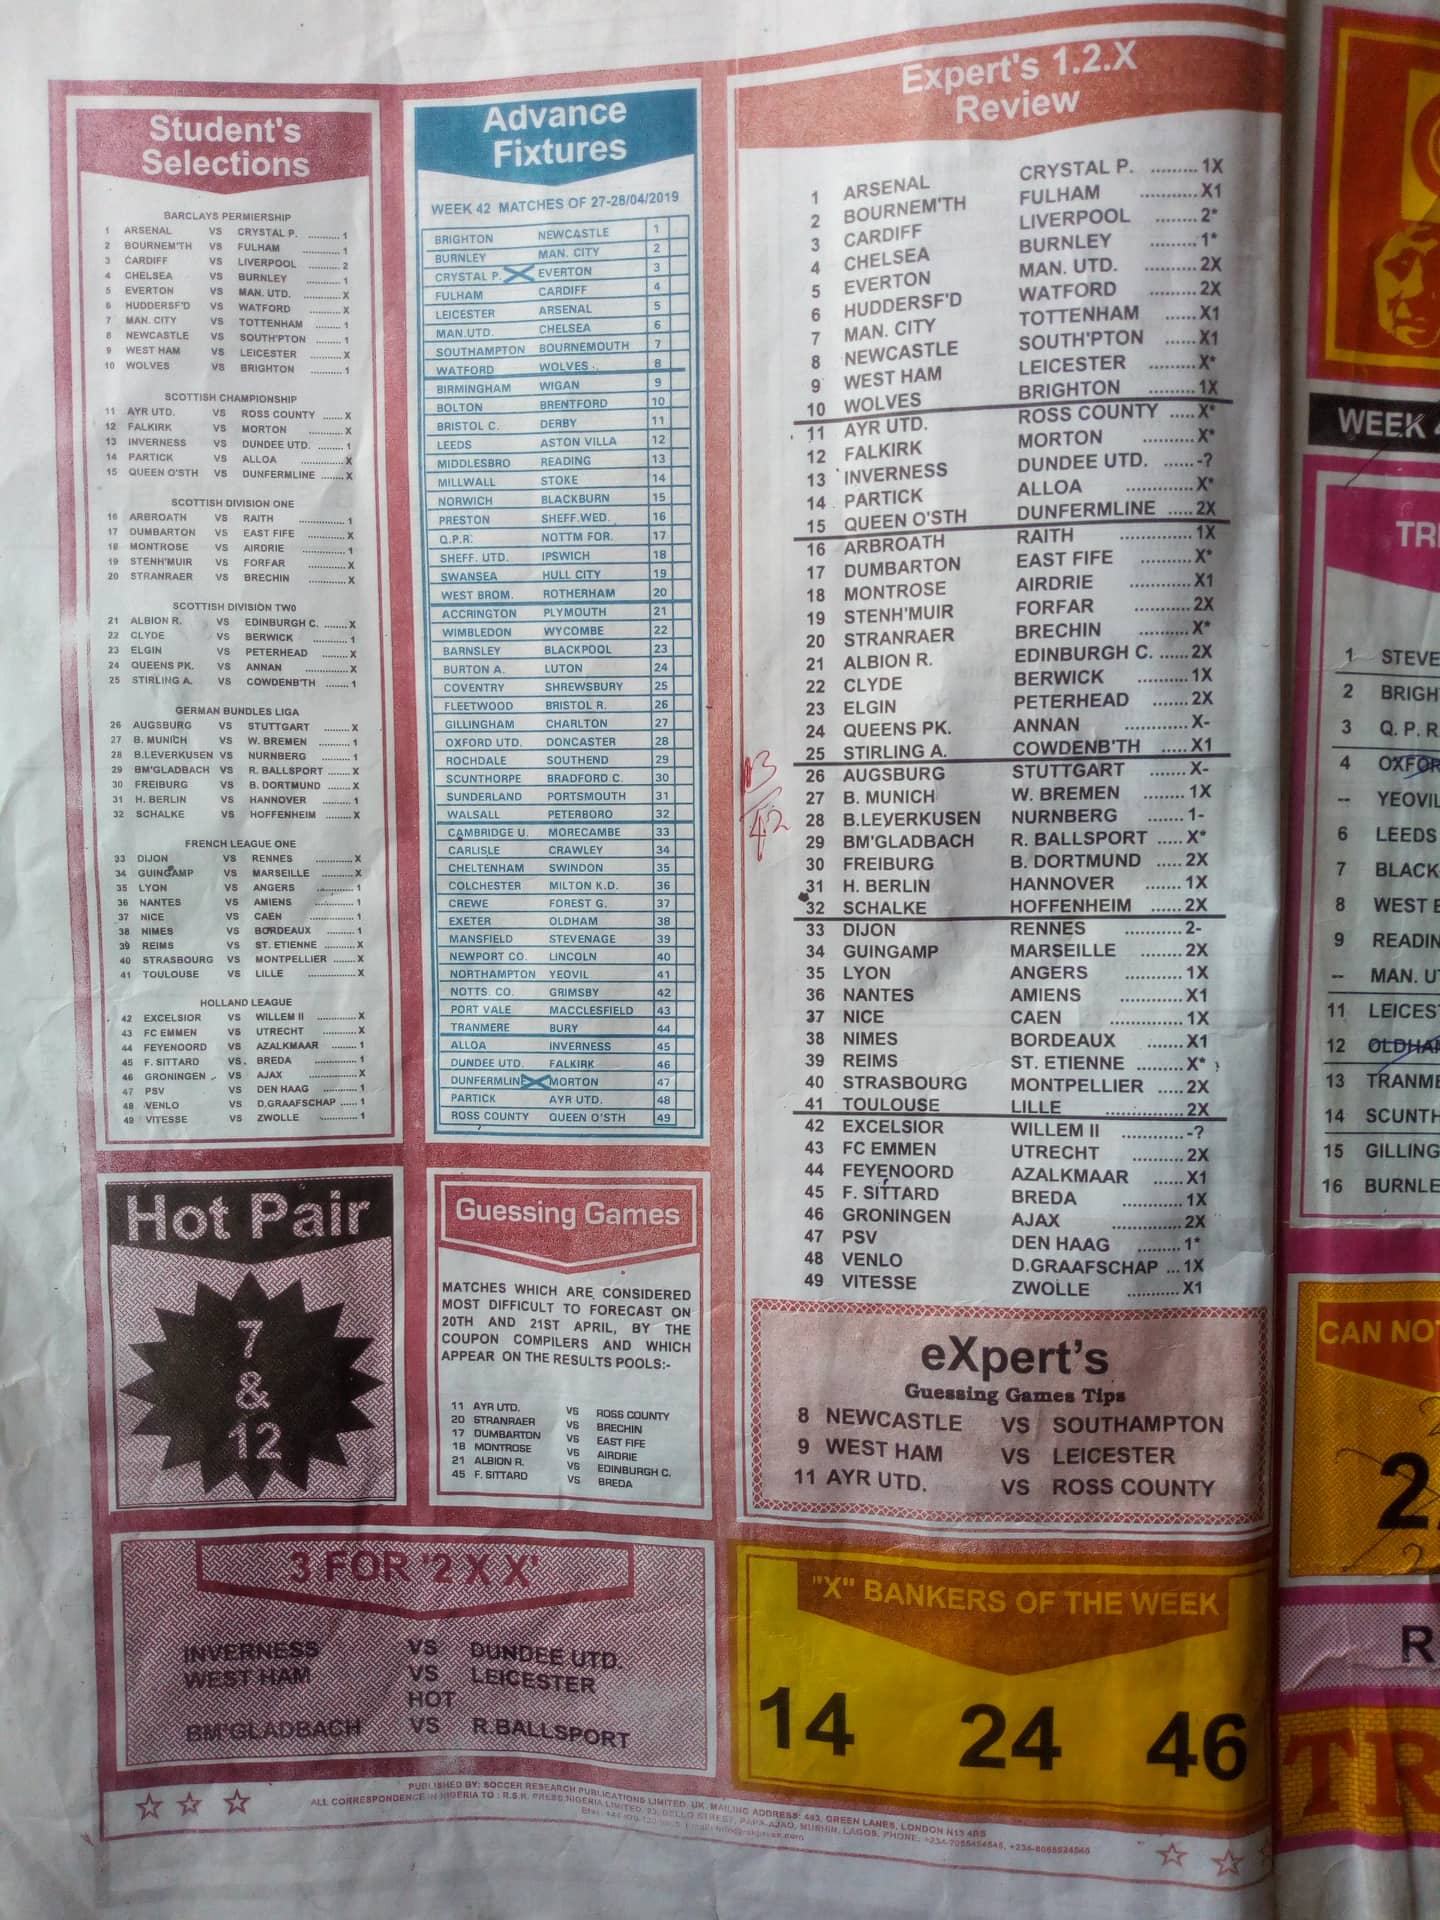 Student's
Selections
BARCLAYS PERMIERSHIP
1 ARSENAL VS CRYSTAL P. ........... 1
2 BOURNEM'TH VS FULHAM ............. 1
3 CARDIFF VS LIVERPOOL ......... 2
4 CHELSEA VS BURNLEY ........... 1
5 EVERTON VS MAN. UTD. ......... X
6 HUDDERSF'D VS WATFORD ........... X
7 MAN. CITY VS TOTTENHAM ........ 1
8 NEWCASTLE VS SOUTH'PTON ........ 1
9 WEST HAM VS LEICESTER ......... X
10 WOLVES VS BRIGHTON .......... 1
SCOTTISH CHAMPIONSHIP
11 AYR UTD. VS ROSS COUNTY ....... X
12 FALKIRK VS MORTON ............. X
13 INVERNESS VS DUNDEE UTD. ....... 1
14 PARTICK VS ALLOA ............. X
15 QUEEN O'STH VS DUNFERMLINE ....... X
SCOTTISH DIVISION ONE
16 ARBROATH VS RAITH ................ 1
17 DUMBARTON VS EAST FIFE ............ X
18 MONTROSE VS AIRDRIE ............ 1
19 STENH'MUIR VS FORFAR ............. X
20 STRANRAER VS BRECHIN ............ X
SCOTTISH DIVISION TWO
21 ALBION R. VS EDINBURGH C. ........ X
22 CLYDE VS BERWICK ............ 1
23 ELGIN VS PETERHEAD ......... X
24 QUEENS PK. VS ANNAN ............. X
25 STIRLING A. VS COWDENB'TH ........ 1
GERMAN BUNDLES LIGA
26 AUGSBURG VS STUTTGART .......... X
27 B. MUNICH VS W. BREMEN .......... 1
28 B.LEVERKUSEN VS NURNBERG .......... 1
29 BM'GLADBACH VS R. BALLSPORT ....... X
30 FREIBURG VS B. DORTMUND ....... X
31 H. BERLIN VS HANNOVER .......... 1
32 SCHALKE VS HOFFENHEIM ........ X
FRENCH LEAGUE ONE
33 DIJON VS RENNES ............ X
34 GUINGAMP VS MARSEILLE .......... X
35 LYON VS ANGERS ........... 1
36 NANTES VS AMIENS ............. 1
37 NICE VS CAEN ............. 1
38 NIMES VS BORDEAUX .......... 1
39 REIMS VS ST. ETIENNE ........ X
40 STRASBOURG VS MONTPELLIER ....... X
41 TOULOUSE VS LILLE ............. X
HOLLAND LEAGUE
42 EXCELSIOR VS WILLEM II ............ X
43 FC EMMEN VS UTRECHT .......... X
44 FEYENOORD VS AZALKMAAR ........ 1
45 F. SITTARD VS BREDA ............ 1
46 GRONINGEN VS AJAX ............ X
47 PSV VS DEN HAAG ........... 1
48 VENLO VS D.GRAAFSCHAP ...... 1
49 VITESSE VS ZWOLLE ............. 1
Advance
Fixtures
WEEK 42 MATCHES OF 27-28/04/2019
BRIGHTON NEWCASTLE 1
BURNLEY MAN. CITY 2
CRYSTAL P. EVERTON 3
FULHAM CARDIFF 4
LEICESTER ARSENAL 5
MAN.UTD. CHELSEA 6
SOUTHAMPTON BOURNEMOUTH 7
WATFORD WOLVES 8
BIRMINGHAM WIGAN 9
BOLTON BRENTFORD 10
BRISTOL C. DERBY 11
LEEDS ASTON VILLA 12
MIDDLESBRO READING 13
MILLWALL STOKE 14
NORWICH BLACKBURN 15
PRESTON SHEFF.WED. 16
Q.P.R. NOTTM FOR. 17
SHEFF. UTD. IPSWICH 18
SWANSEA HULL CITY 19
WEST BROM. ROTHERHAM 20
ACCRINGTON PLYMOUTH 21
WIMBLEDON WYCOMBE 22
BARNSLEY BLACKPOOL 23
BURTON A. LUTON 24
COVENTRY SHREWSBURY 25
FLEETWOOD BRISTOL R. 26
GILLINGHAM CHARLTON 27
OXFORD UTD. DONCASTER 28
ROCHDALE SOUTHEND 29
SCUNTHORPE BRADFORD C. 30
SUNDERLAND PORTSMOUTH 31
WALSALL PETERBORO 32
CAMBRIDGE U. MORECAMBE 33
CARLISLE CRAWLEY 34
CHELTENHAM SWINDON 35
COLCHESTER MILTON K.D. 36
CREWE FOREST G. 37
EXETER OLDHAM 38
MANSFIELD STEVENAGE 39
NEWPORT CO. LINCOLN 40
NORTHAMPTON YEOVIL 41
NOTTS. CO. GRIMSBY 42
PORT VALE MACCLESFIELD 43
TRANMERE BURY 44
ALLOA INVERNESS 45
DUNDEE UTD. FALKIRK 46
DUNFERMLINE MORTON 47
PARTICK AYR UTD. 48
ROSS COUNTY QUEEN O'STH 49
Expert's 1.2.X
Review
1 ARSENAL CRYSTAL P. ......... 1X
2 BOURNEM'TH FULHAM .......... X1
3 CARDIFF LIVERPOOL ........ 2*
4 CHELSEA BURNLEY ......... 1*
5 EVERTON MAN. UTD. ......... 2X
6 HUDDERSF'D WATFORD ......... 2X
7 MAN. CITY TOTTENHAM ...... X1
8 NEWCASTLE SOUTH'PTON ...... X1
9 WEST HAM LEICESTER ........ X*
10 WOLVES BRIGHTON ......... 1X
11 AYR UTD. ROSS COUNTY ..... X*
12 FALKIRK MORTON .......... X*
13 INVERNESS DUNDEE UTD. ...... -?
14 PARTICK ALLOA ............ X*
15 QUEEN O'STH DUNFERMLINE ..... 2X
16 ARBROATH RAITH ............. 1X
17 DUMBARTON EAST FIFE ......... X*
18 MONTROSE AIRDRIE ........... X1
19 STENH'MUIR FORFAR ........... 2X
20 STRANRAER BRECHIN .......... X*
21 ALBION R. EDINBURGH C. ...... 2X
22 CLYDE BERWICK .......... 1X
23 ELGIN PETERHEAD ....... 2X
24 QUEENS PK. ANNAN ............ X-
25 STIRLING A. COWDENB'TH ..... X1
26 AUGSBURG STUTTGART ....... X-
27 B. MUNICH W. BREMEN ........ 1X
28 B.LEVERKUSEN NURNBERG ....... 1-
29 BM'GLADBACH R. BALLSPORT ..... X*
30 FREIBURG B. DORTMUND ..... 2X
31 H. BERLIN HANNOVER ....... 1X
32 SCHALKE HOFFENHEIM ...... 2X
33 DIJON RENNES ........... 2-
34 GUINGAMP MARSEILLE ....... 2X
35 LYON ANGERS ............ 1X
36 NANTES AMIENS ............ X1
37 NICE CAEN .............. 1X
38 NIMES BORDEAUX ....... X1
39 REIMS ST. ETIENNE ....... X*
40 STRASBOURG MONTPELLIER ..... 2X
41 TOULOUSE LILLE .............. 2X
42 EXCELSIOR WILLEM II ............ -?
43 FC EMMEN UTRECHT .......... 2X
44 FEYENOORD AZALKMAAR ...... X1
45 F. SITTARD BREDA ............ 1X
46 GRONINGEN AJAX ............. 2X
47 PSV DEN HAAG ......... 1*
48 VENLO D.GRAAFSCHAP ... 1X
49 VITESSE ZWOLLE ........... X1
Hot Pair
7
&
12
Guessing Games
MATCHES WHICH ARE CONSIDERED
MOST DIFFICULT TO FORECAST ON
20TH AND 21ST APRIL, BY THE
COUPON COMPILERS AND WHICH
APPEAR ON THE RESULTS POOLS:-
11 AYR UTD. VS ROSS COUNTY
20 STRANRAER VS BRECHIN
17 DUMBARTON VS EAST FIFE
18 MONTROSE VS AIRDRIE
21 ALBION R. VS EDINBURGH C.
45 F. SITTARD VS BREDA
eXpert's
Guessing Games Tips
8 NEWCASTLE VS SOUTHAMPTON
9 WEST HAM VS LEICESTER
11 AYR UTD. VS ROSS COUNTY
3 FOR '2 X X'
INVERNESS VS DUNDEE UTD.
WEST HAM VS LEICESTER
HOT
BM'GLADBACH VS R.BALLSPORT
"X" BANKERS OF THE WEEK
14 24 46
PUBLISHED BY: SOCCER RESEARCH PUBLICATIONS LIMITED. UK. MAILING ADDRESS: 483, GREEN LANES, LONDON N13 4BS
ALL CORRESPONDENCE IN NIGERIA TO : R.S.K. PRESS NIGERIA LIMITED, 23, BELLO STREET, PAPA-AJAO, MUSHIN, LAGOS, PHONE:
WEEK
TRI
1 STEVE
2 BRIGH
3 Q. P. R
4 OXFOR
-- YEOVIL
6 LEEDS
7 BLACK
8 WEST
9 READIN
-- MAN. U
11 LEICES
12 OLDHA
13 TRANME
14 SCUNTH
15 GILLING
16 BURNLE
CAN NO
2
R
TR